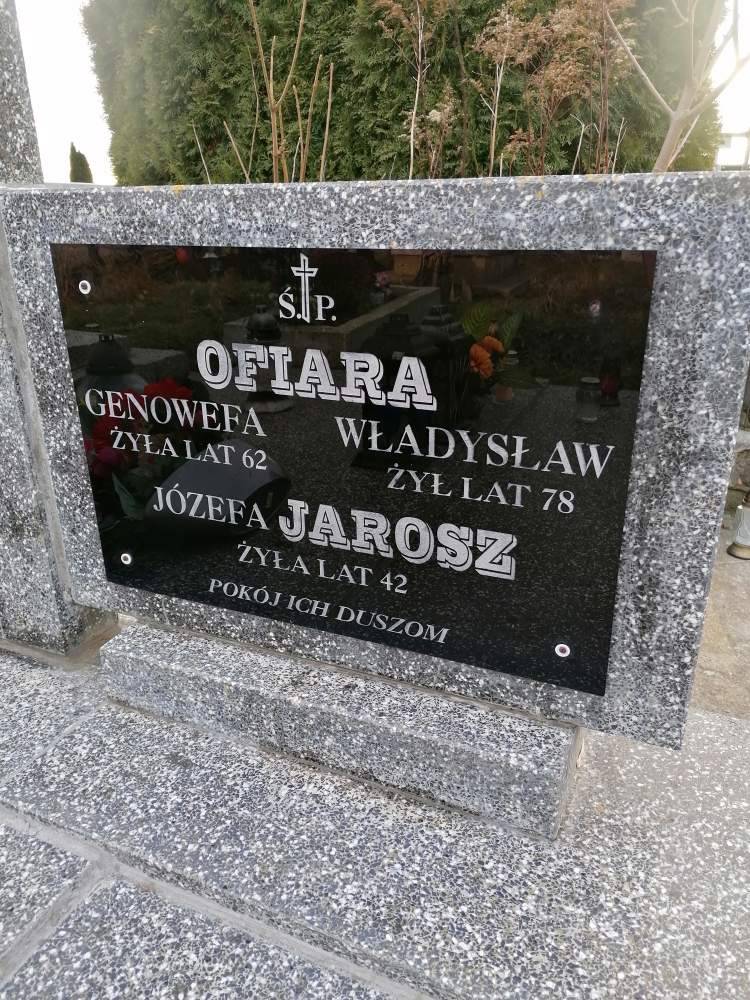 Ś.P.
OFIARA
GENOWEFA WŁADYSŁAW
ŻYŁA LAT 62 ŻYŁ LAT 78
JÓZEFA JAROSZ
ŻYŁA LAT 42
POKÓJ ICH DUSZOM